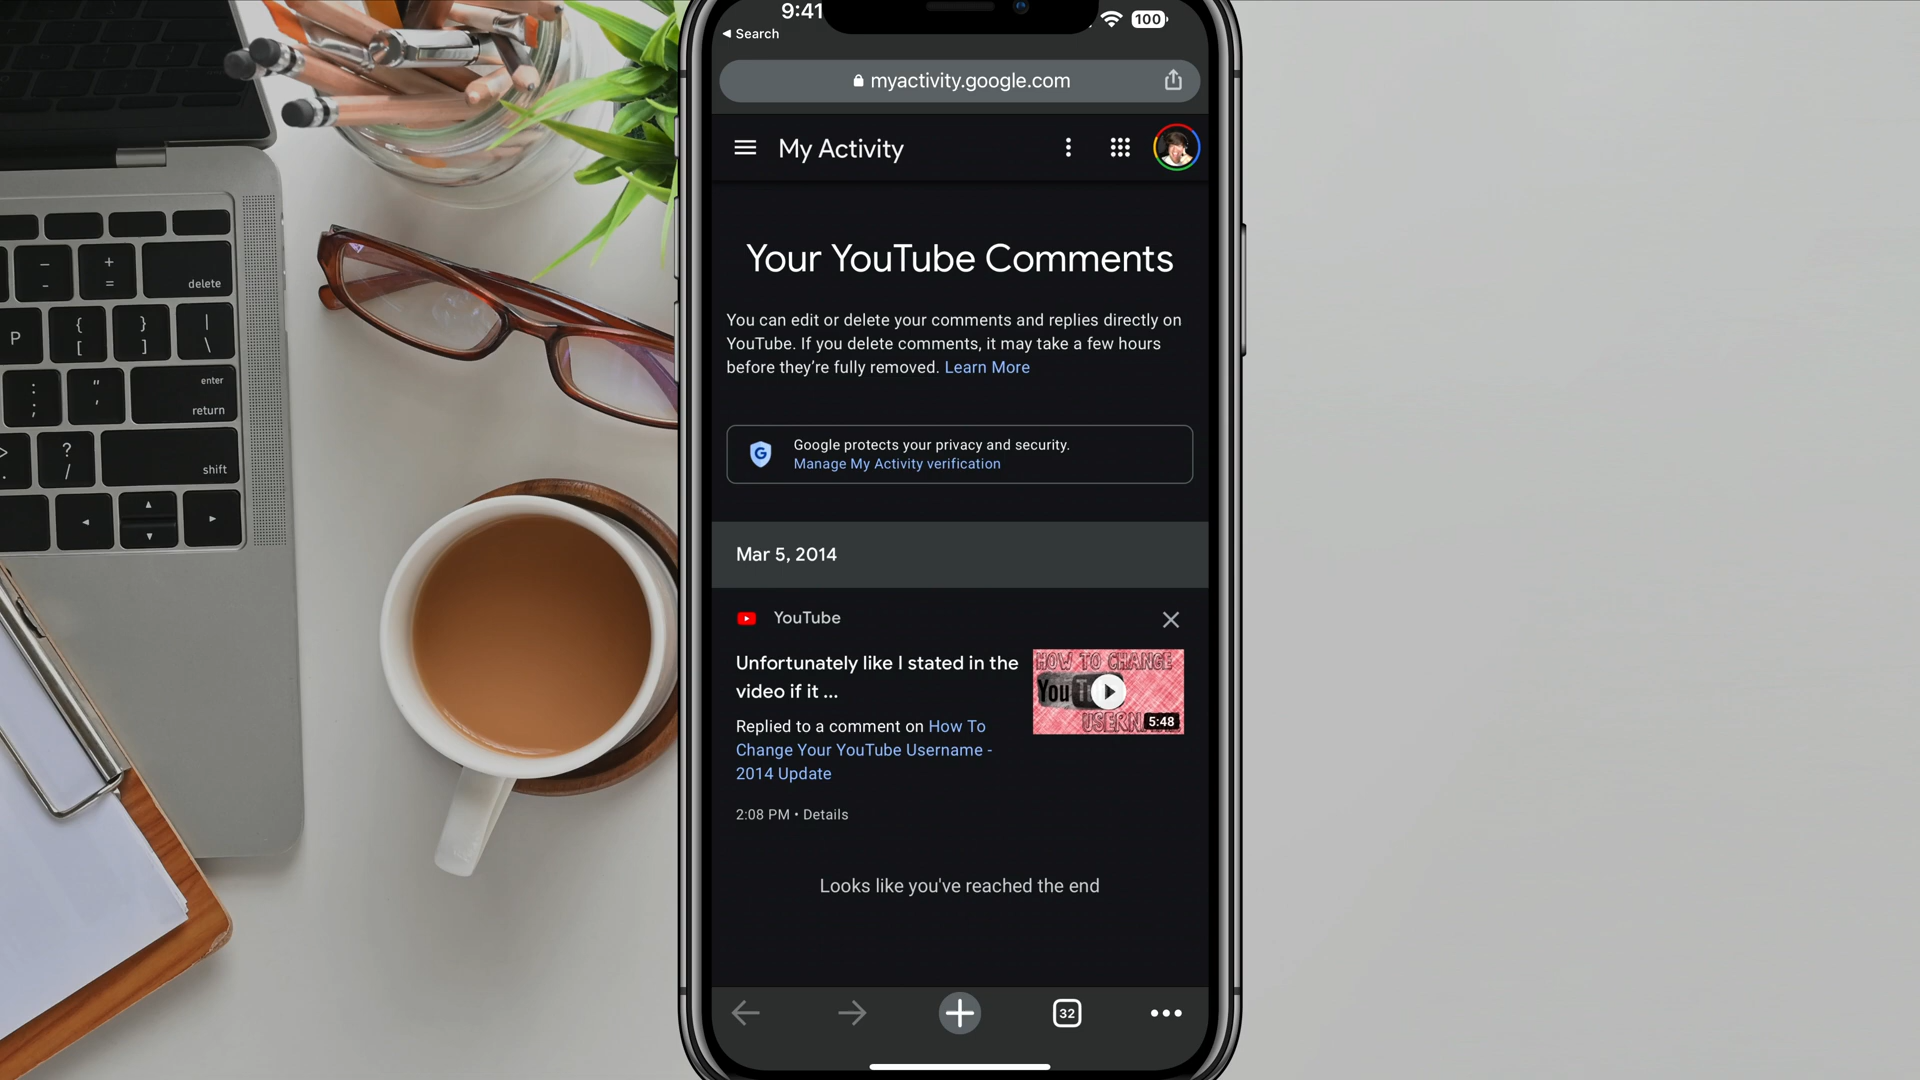 9:41
100
◀ Search
myactivity.google.com
My Activity
Your YouTube Comments
You can edit or delete your comments and replies directly on
YouTube. If you delete comments, it may take a few hours
before they're fully removed. Learn More
G
Google protects your privacy and security.
Manage My Activity verification
Mar 5, 2014
YouTube
Unfortunately like I stated in the
video if it ...
Replied to a comment on How To
Change Your YouTube Username -
2014 Update
2:08 PM • Details
HOW TO CHANGE
You
5:48
Looks like you've reached the end
32
delete
P
enter
return
shift
- + =
{ [ } ] | \
; : " '
? /